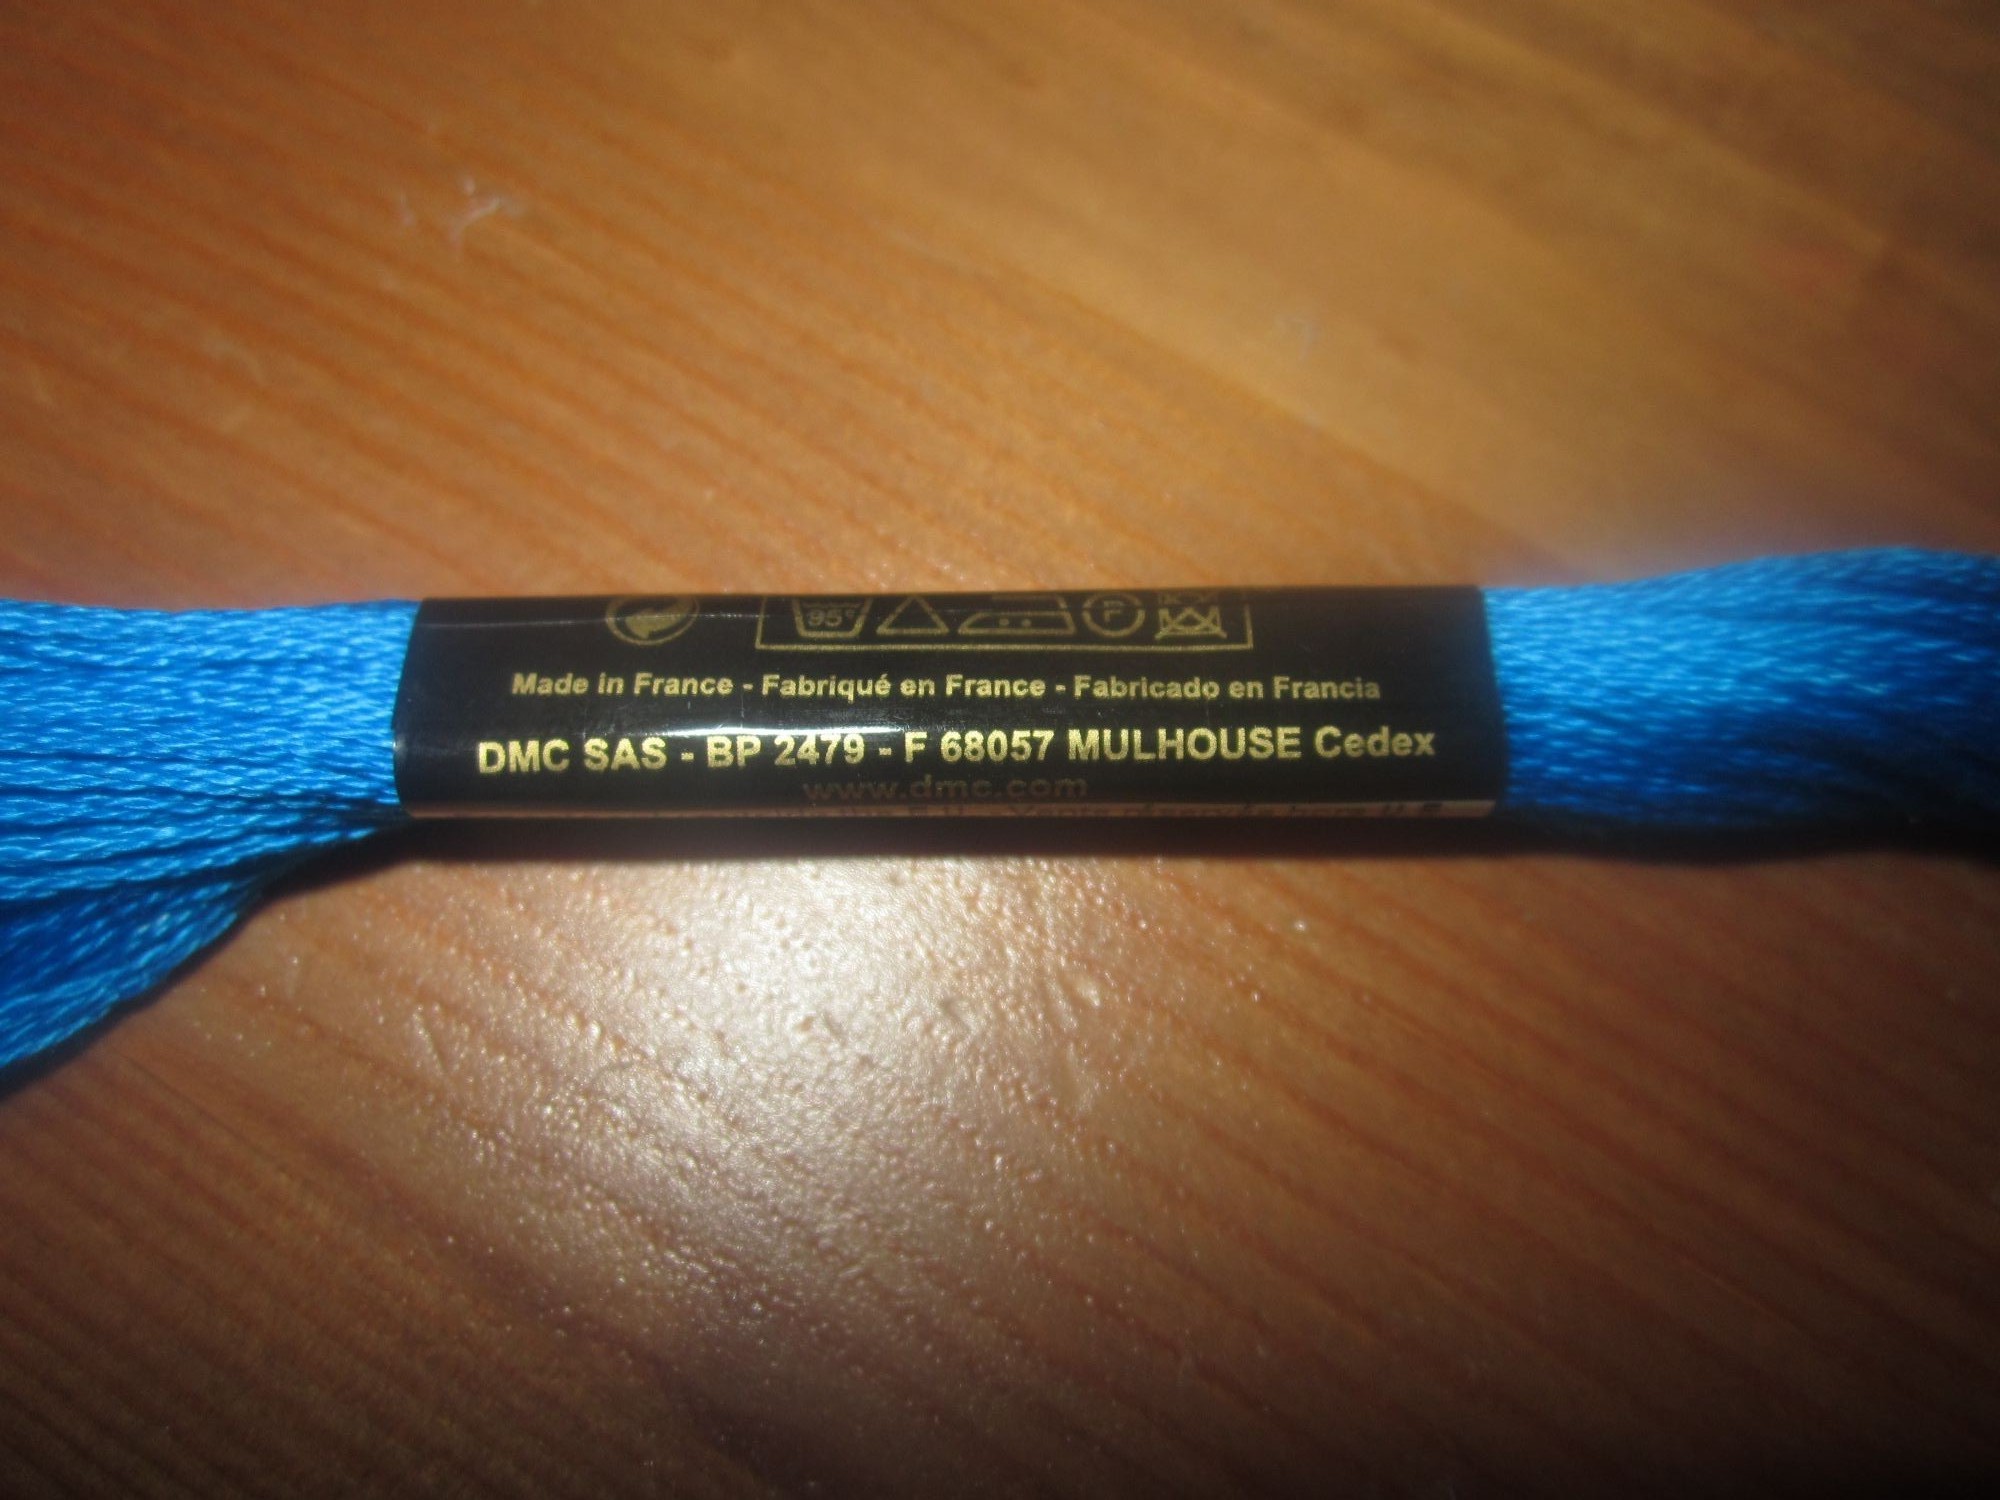 95°
F
Made in France - Fabriqué en France - Fabricado en Francia
DMC SAS - BP 2479 - F 68057 MULHOUSE Cedex
www.dmc.com